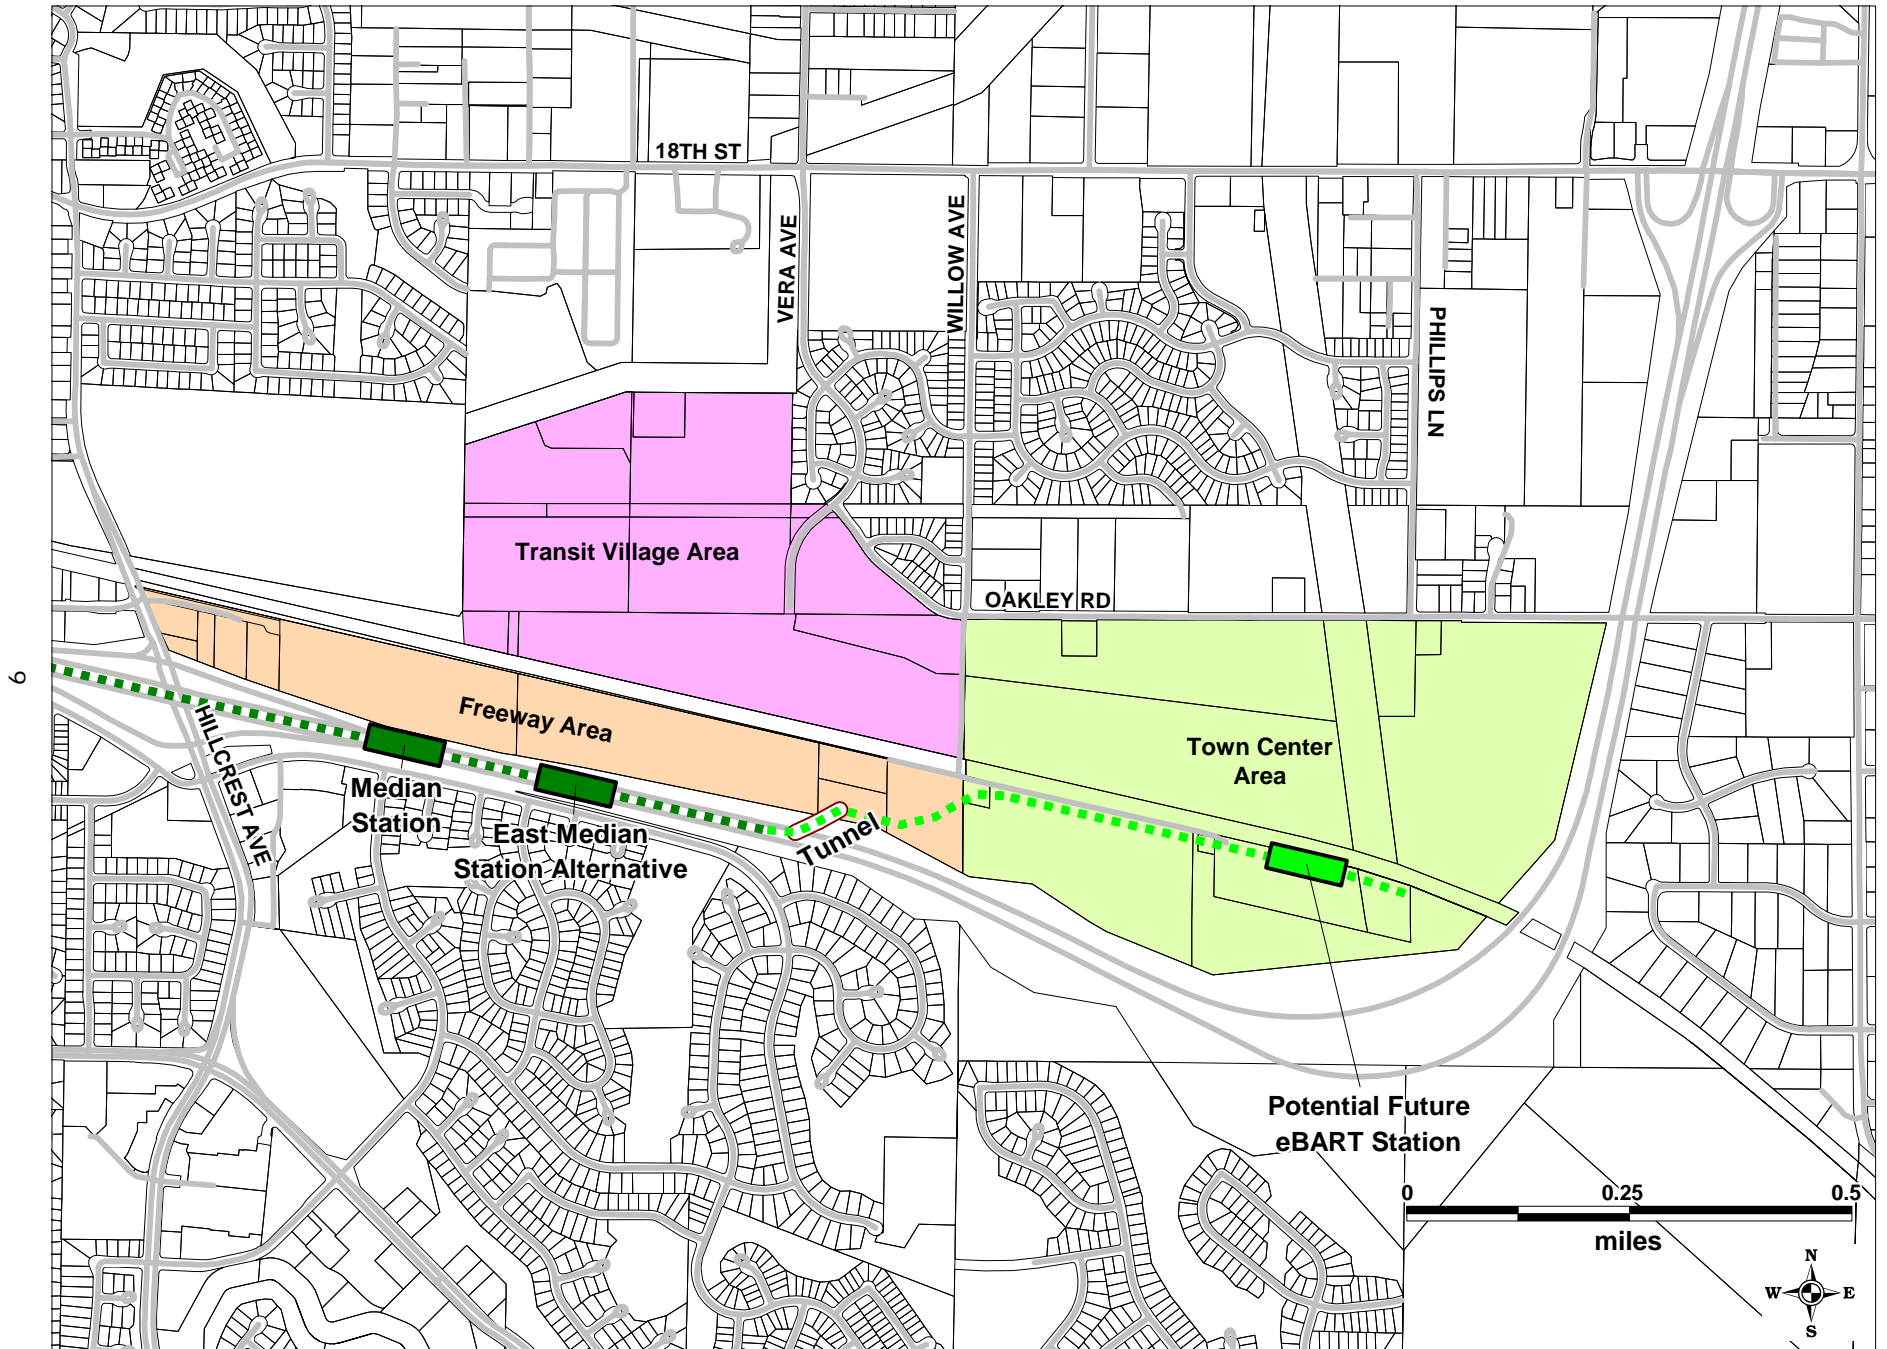 18TH ST
VERA AVE
WILLOW AVE
PHILLIPS LN
Transit Village Area
OAKLEY RD
9
Freeway Area
HILLCREST AVE
Town Center
Area
Median
Station
East Median
Station Alternative
Tunnel
Potential Future
eBART Station
0 0.25 0.5
miles
N
W E
S